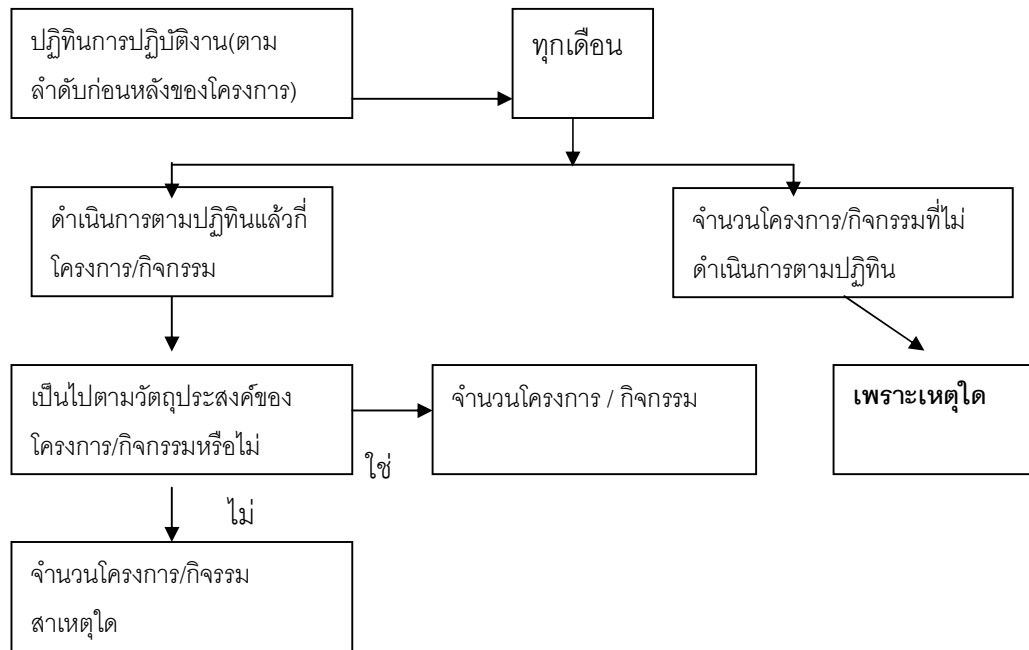 ปฏิทินการปฏิบัติงาน(ตาม
ลำดับก่อนหลังของโครงการ)
ทุกเดือน
ดำเนินการตามปฏิทินแล้วกี่
โครงการ/กิจกรรม
จำนวนโครงการ/กิจกรรมที่ไม่
ดำเนินการตามปฏิทิน
เป็นไปตามวัตถุประสงค์ของ
โครงการ/กิจกรรมหรือไม่
ใช่
จำนวนโครงการ / กิจกรรม
เพราะเหตุใด
ไม่
จำนวนโครงการ/กิจรรม
สาเหตุใด